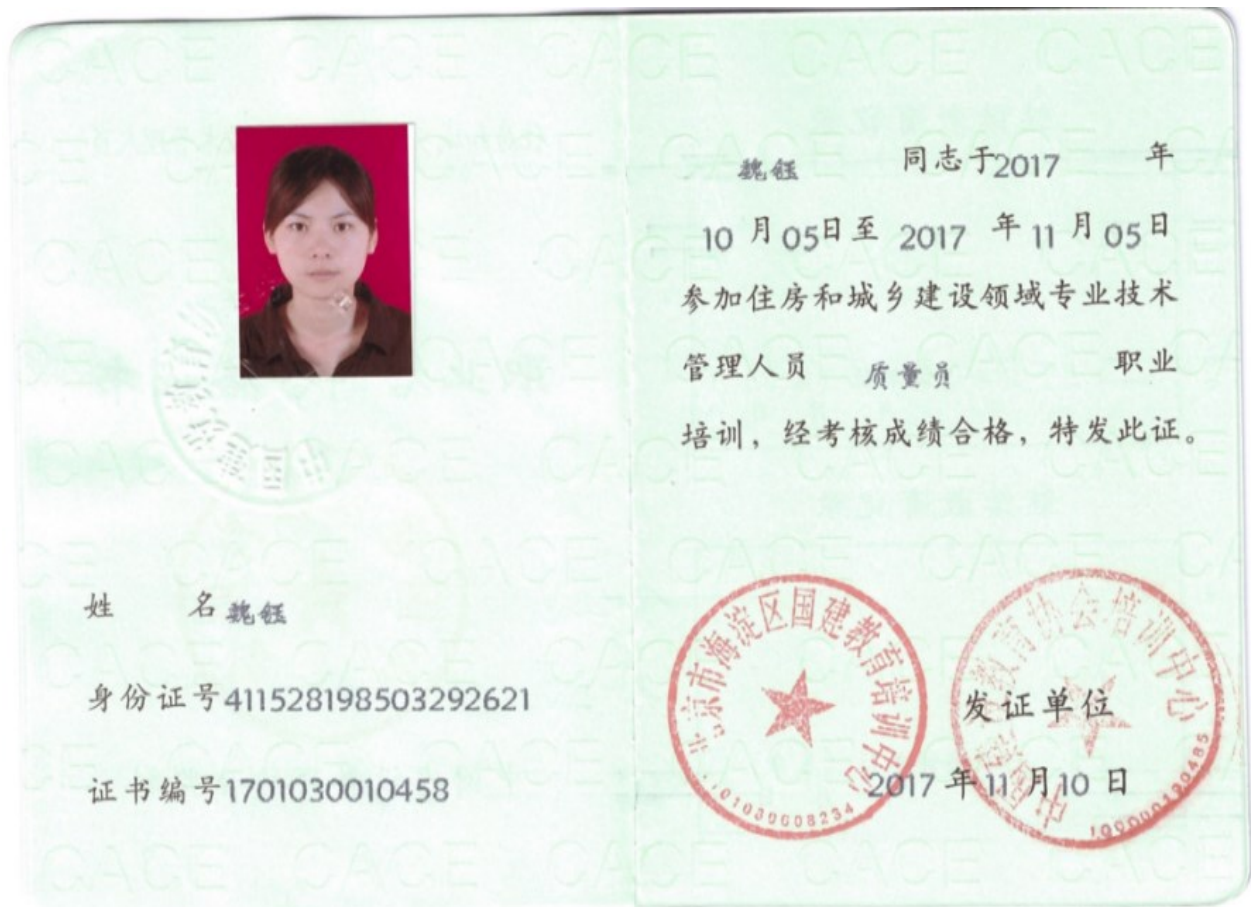 姓 名 魏钰
身份证号411528198503292621
证书编号1701030010458
魏钰 同志于2017 年
10 月 05日至 2017 年 11 月 05日
参加住房和城乡建设领域专业技术
管理人员 质量员 职业
培训，经考核成绩合格，特发此证。
北京市海淀区国建教育培训中心
发证单位
2017 年 11 月 10 日
CACE